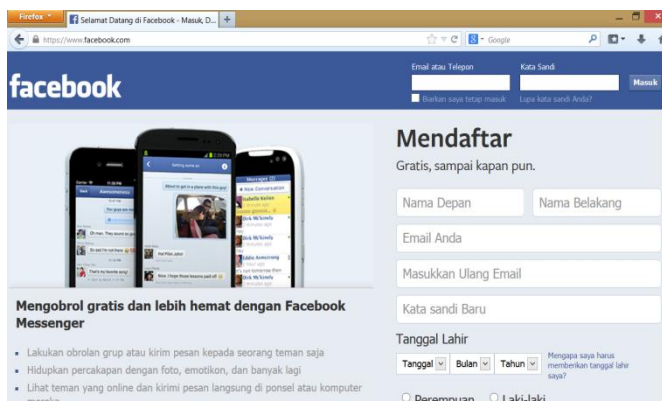 Firefox
Selamat Datang di Facebook - Masuk, D...
https://www.facebook.com
Google
facebook
Email atau Telepon
Kata Sandi
Masuk
Biarkan saya tetap masuk
Lupa kata sandi Anda?
Mendaftar
Gratis, sampai kapan pun.
Nama Depan
Nama Belakang
Email Anda
Masukkan Ulang Email
Kata sandi Baru
Tanggal Lahir
Tanggal
Bulan
Tahun
Mengapa saya harus
memberikan tanggal lahir
saya?
Perempuan
Laki-laki
Mengobrol gratis dan lebih hemat dengan Facebook
Messenger
Lakukan obrolan grup atau kirim pesan kepada seorang teman saja
Hidupkan percakapan dengan foto, emotikon, dan banyak lagi
Lihat teman yang online dan kirimi pesan langsung di ponsel atau komputer
mereka